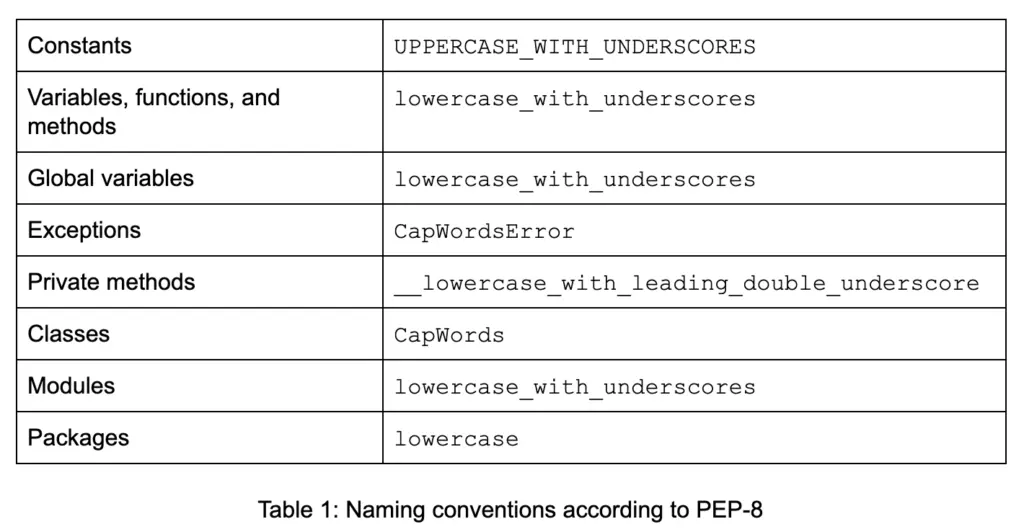 Constants
UPPERCASE_WITH_UNDERSCORES
Variables, functions, and
methods
lowercase_with_underscores
Global variables
lowercase_with_underscores
Exceptions
CapWordsError
Private methods
__lowercase_with_leading_double_underscore
Classes
CapWords
Modules
lowercase_with_underscores
Packages
lowercase
Table 1: Naming conventions according to PEP-8